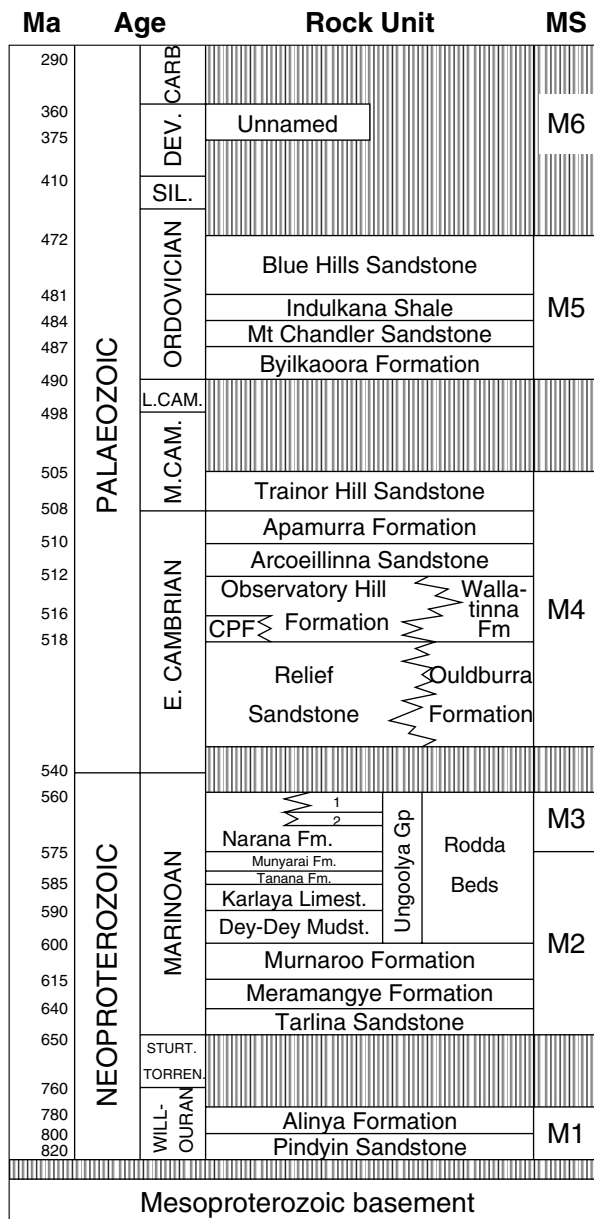 Ma Age Rock Unit MS
290 CARB
360 DEV. Unnamed M6
375
410
SIL.
472 ORDOVICIAN
Blue Hills Sandstone
481
Indulkana Shale M5
484
Mt Chandler Sandstone
487
Byilkaoora Formation
490
L.CAM.
498
PALAEOZOIC
M.CAM.
505
Trainor Hill Sandstone
508
Apamurra Formation
510
Arcoeillinna Sandstone
512
E. CAMBRIAN
Observatory Hill Walla-
516 tinna M4
CPF Formation Fm
518
Relief Ouldburra
Sandstone Formation
540
560
1
2 M3
Narana Fm. Ungoolya Gp Rodda
575
Munyarai Fm.
Tanana Fm. Beds
585
Karlaya Limest.
590
Dey-Dey Mudst.
NEOPROTEROZOIC MARINOAN
600 M2
Murnaroo Formation
615
Meramangye Formation
640
Tarlina Sandstone
650
STURT.
TORREN.
760
WILL-
OURAN
780
Alinya Formation M1
800
Pindyin Sandstone
820
Mesoproterozoic basement